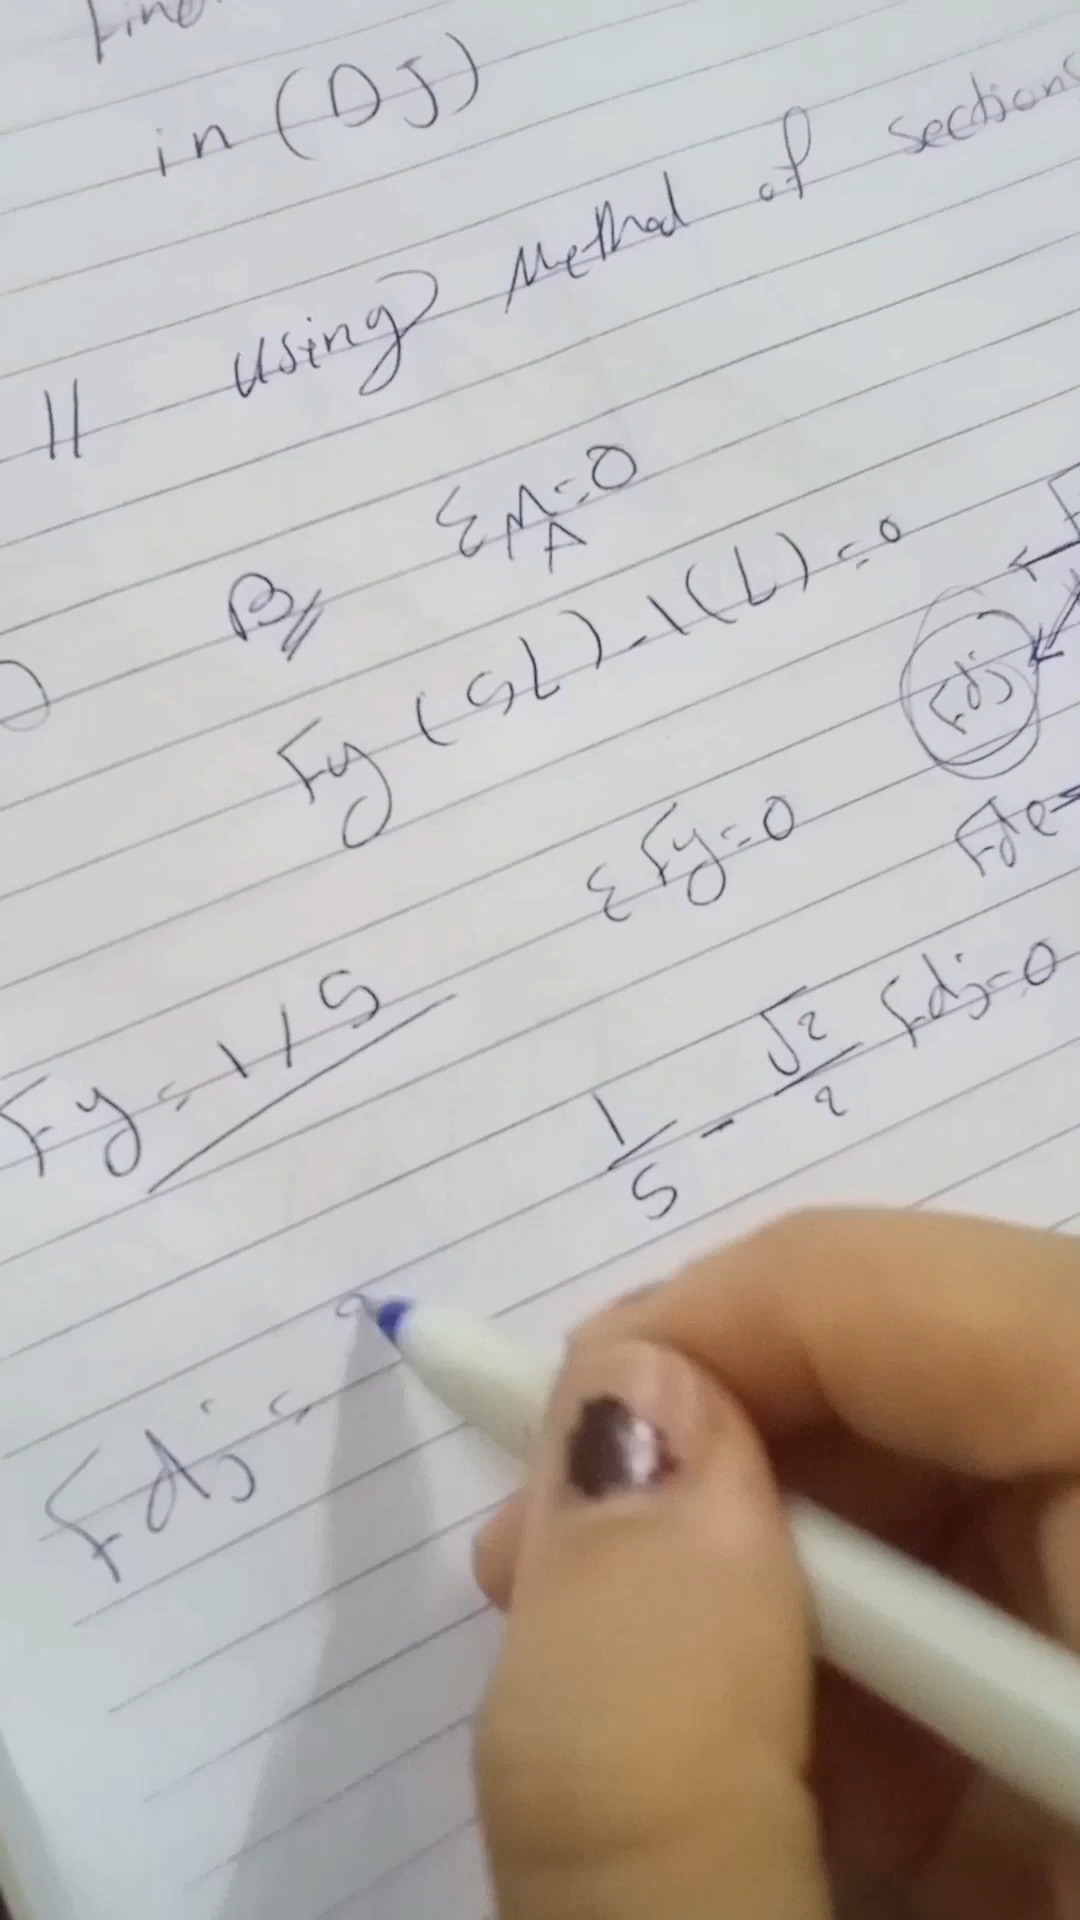 in (DJ)
|| using Method of sections
B ΣM_A=0
Fy (5L) - 1(L) = 0
Fdj
ΣFy=0
Fde
Fy = 1/5
1/5 - √2/2 Fdj=0
Fdj =